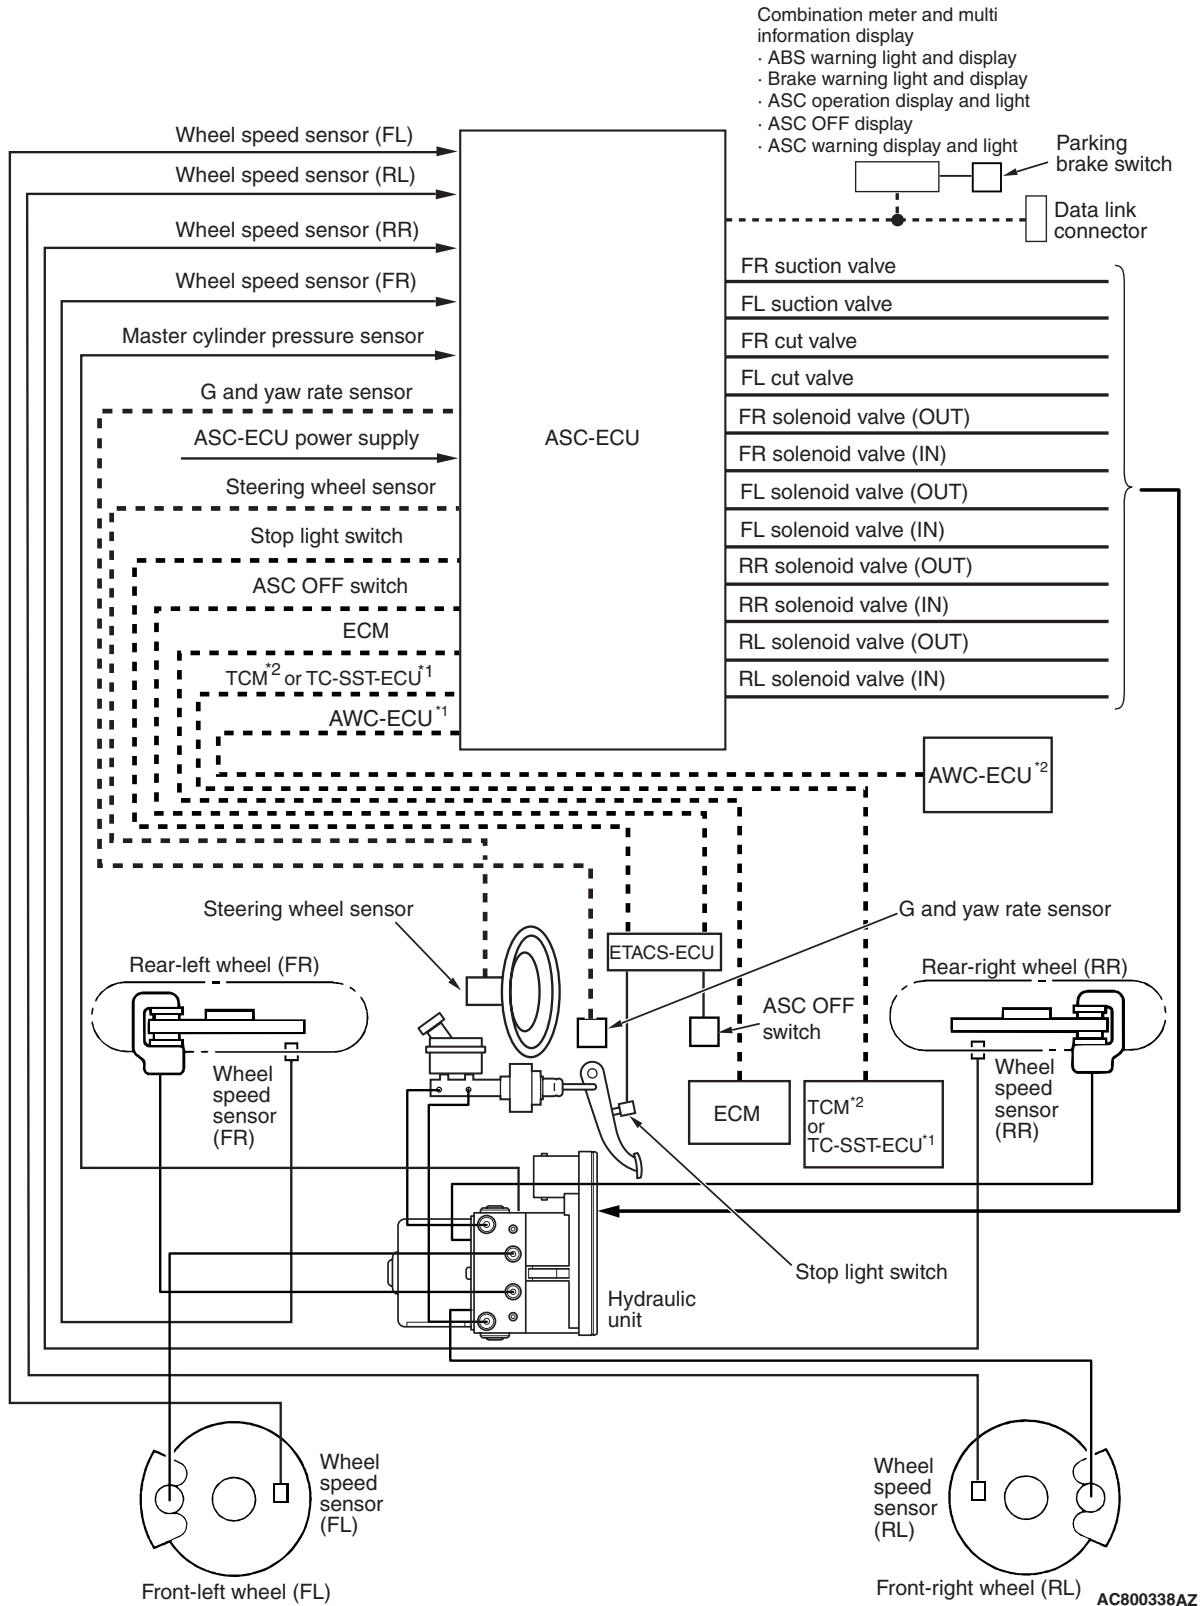 Combination meter and multi
information display
· ABS warning light and display
· Brake warning light and display
· ASC operation display and light
· ASC OFF display
· ASC warning display and light
Parking
brake switch
Data link
connector
Wheel speed sensor (FL)
Wheel speed sensor (RL)
Wheel speed sensor (RR)
Wheel speed sensor (FR)
Master cylinder pressure sensor
G and yaw rate sensor
ASC-ECU power supply
Steering wheel sensor
Stop light switch
ASC OFF switch
ECM
TCM*2 or TC-SST-ECU*1
AWC-ECU*1
ASC-ECU
FR suction valve
FL suction valve
FR cut valve
FL cut valve
FR solenoid valve (OUT)
FR solenoid valve (IN)
FL solenoid valve (OUT)
FL solenoid valve (IN)
RR solenoid valve (OUT)
RR solenoid valve (IN)
RL solenoid valve (OUT)
RL solenoid valve (IN)
AWC-ECU*2
Steering wheel sensor
G and yaw rate sensor
ETACS-ECU
Rear-left wheel (FR)
Rear-right wheel (RR)
ASC OFF
switch
Wheel
speed
sensor
(FR)
Wheel
speed
sensor
(RR)
ECM
TCM*2
or
TC-SST-ECU*1
Stop light switch
Hydraulic
unit
Wheel
speed
sensor
(FL)
Wheel
speed
sensor
(RL)
Front-left wheel (FL)
Front-right wheel (RL)
AC800338AZ